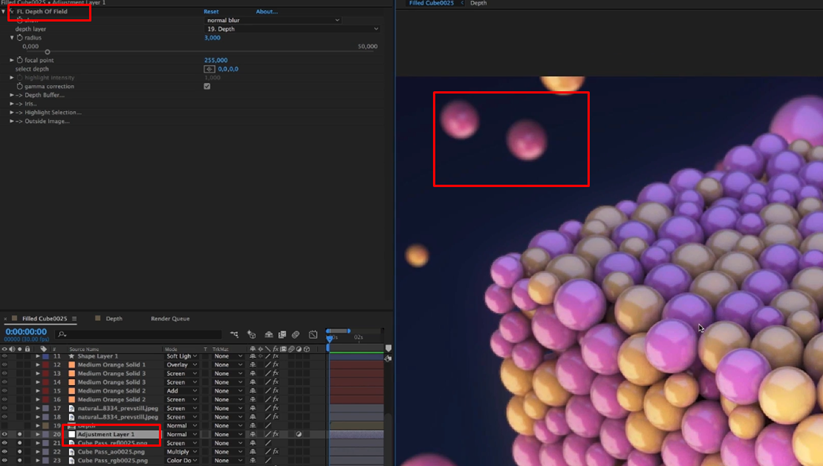 Filled Cube0025 • Adjustment Layer 1
fx FL Depth Of Field
Reset
About...
normal blur
depth layer
19. Depth
radius
3,000
0,000
50,000
focal point
255,000
select depth
0,0,0,0
highlight intensity
1,000
gamma correction
-> Depth Buffer...
-> Iris...
-> Highlight Selection...
-> Outside Image...
Filled Cube0025
Depth
Filled Cube0025
Depth
Render Queue
0:00:00:00
02s
# Source Name Mode T TrkMat Parent
11 Shape Layer 1 Soft Ligh None
12 Medium Orange Solid 1 Overlay None
13 Medium Orange Solid 3 Screen None
14 Medium Orange Solid 3 Screen None
15 Medium Orange Solid 2 Add None
16 Medium Orange Solid 2 Screen None
17 natural...8334_prevstill.jpeg Screen None
18 natural...8334_prevstill.jpeg Screen None
19 Depth Normal None
20 Adjustment Layer 1 Normal None
21 Cube Pass_refl0025.png Screen None
22 Cube Pass_ao0025.png Multiply None
23 Cube Pass_rgb0025.png Color Do None